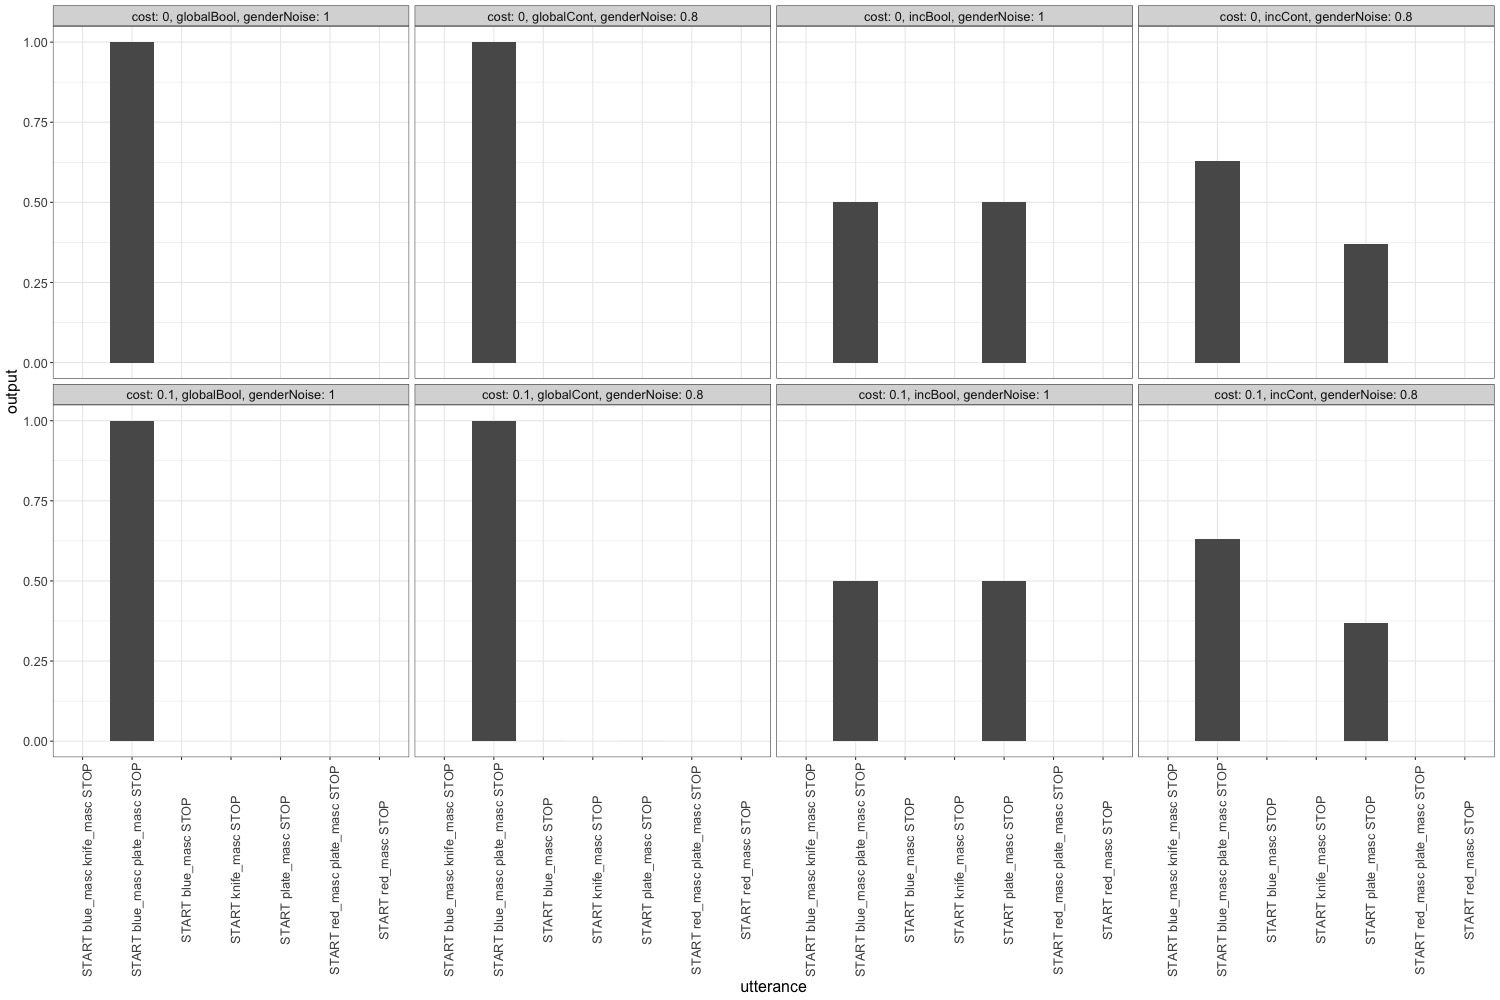 cost: 0, globalBool, genderNoise: 1
cost: 0, globalCont, genderNoise: 0.8
cost: 0, incBool, genderNoise: 1
cost: 0, incCont, genderNoise: 0.8
1.00
0.75
0.50
0.25
0.00
output
cost: 0.1, globalBool, genderNoise: 1
cost: 0.1, globalCont, genderNoise: 0.8
cost: 0.1, incBool, genderNoise: 1
cost: 0.1, incCont, genderNoise: 0.8
1.00
0.75
0.50
0.25
0.00
START blue_masc knife_masc STOP
START blue_masc plate_masc STOP
START blue_masc STOP
START knife_masc STOP
START plate_masc STOP
START red_masc plate_masc STOP
START red_masc STOP
START blue_masc knife_masc STOP
START blue_masc plate_masc STOP
START blue_masc STOP
START knife_masc STOP
START plate_masc STOP
START red_masc plate_masc STOP
START red_masc STOP
START blue_masc knife_masc STOP
START blue_masc plate_masc STOP
START blue_masc STOP
START knife_masc STOP
START plate_masc STOP
START red_masc plate_masc STOP
START red_masc STOP
START blue_masc knife_masc STOP
START blue_masc plate_masc STOP
START blue_masc STOP
START knife_masc STOP
START plate_masc STOP
START red_masc plate_masc STOP
START red_masc STOP
utterance